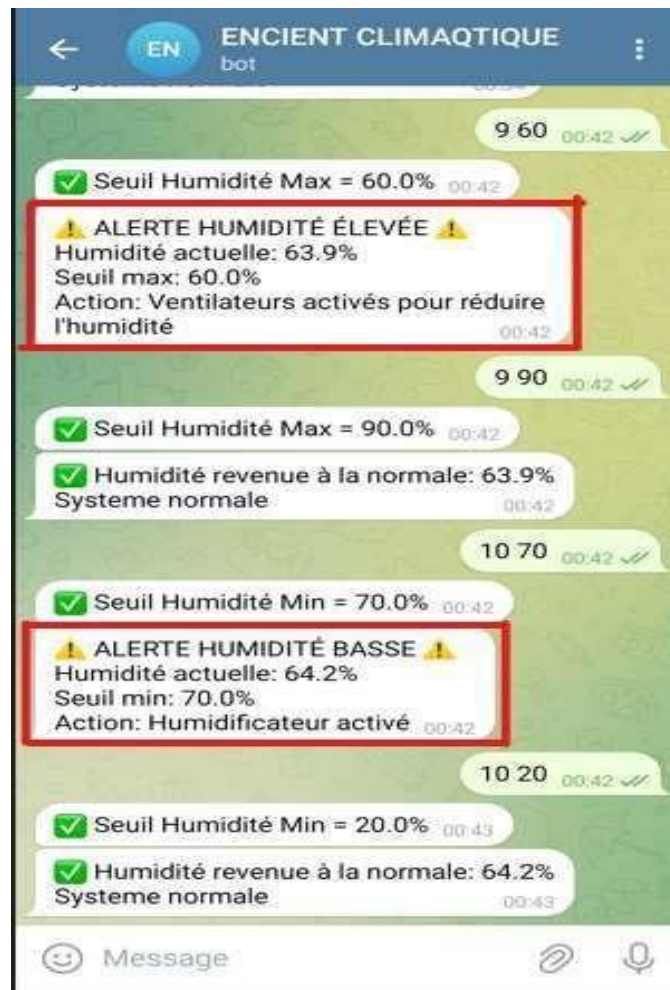 EN
ENCIENT CLIMAQTIQUE
bot
9 60 00:42
✅ Seuil Humidité Max = 60.0% 00:42
⚠️ ALERTE HUMIDITÉ ÉLEVÉE ⚠️
Humidité actuelle: 63.9%
Seuil max: 60.0%
Action: Ventilateurs activés pour réduire
l'humidité 00:42
9 90 00:42
✅ Seuil Humidité Max = 90.0% 00:42
✅ Humidité revenue à la normale: 63.9%
Systeme normale 00:42
10 70 00:42
✅ Seuil Humidité Min = 70.0% 00:42
⚠️ ALERTE HUMIDITÉ BASSE ⚠️
Humidité actuelle: 64.2%
Seuil min: 70.0%
Action: Humidificateur activé 00:42
10 20 00:42
✅ Seuil Humidité Min = 20.0% 00:43
✅ Humidité revenue à la normale: 64.2%
Systeme normale 00:43
Message